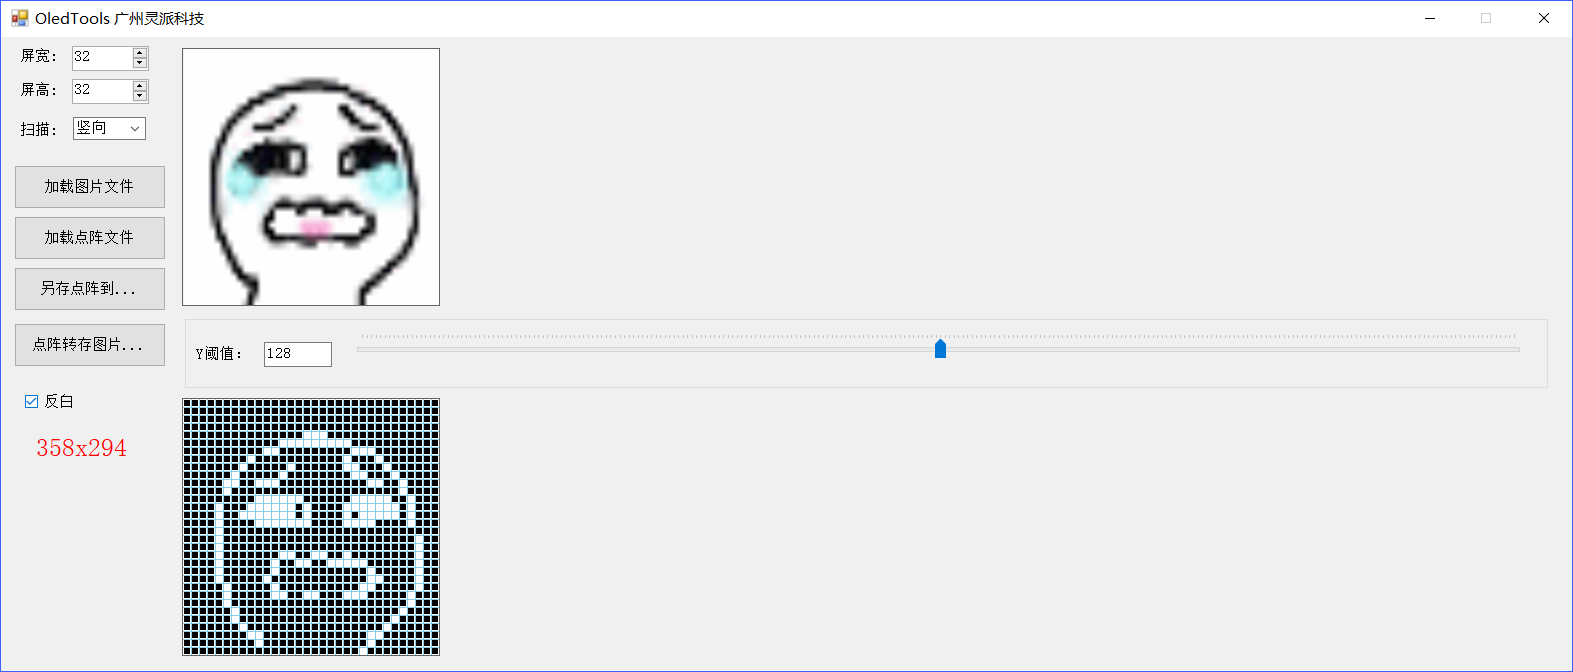 OledTools 广州灵派科技
屏宽： 32
屏高： 32
扫描： 竖向
加载图片文件
加载点阵文件
另存点阵到...
点阵转存图片...
Y阈值： 128
反白
358x294